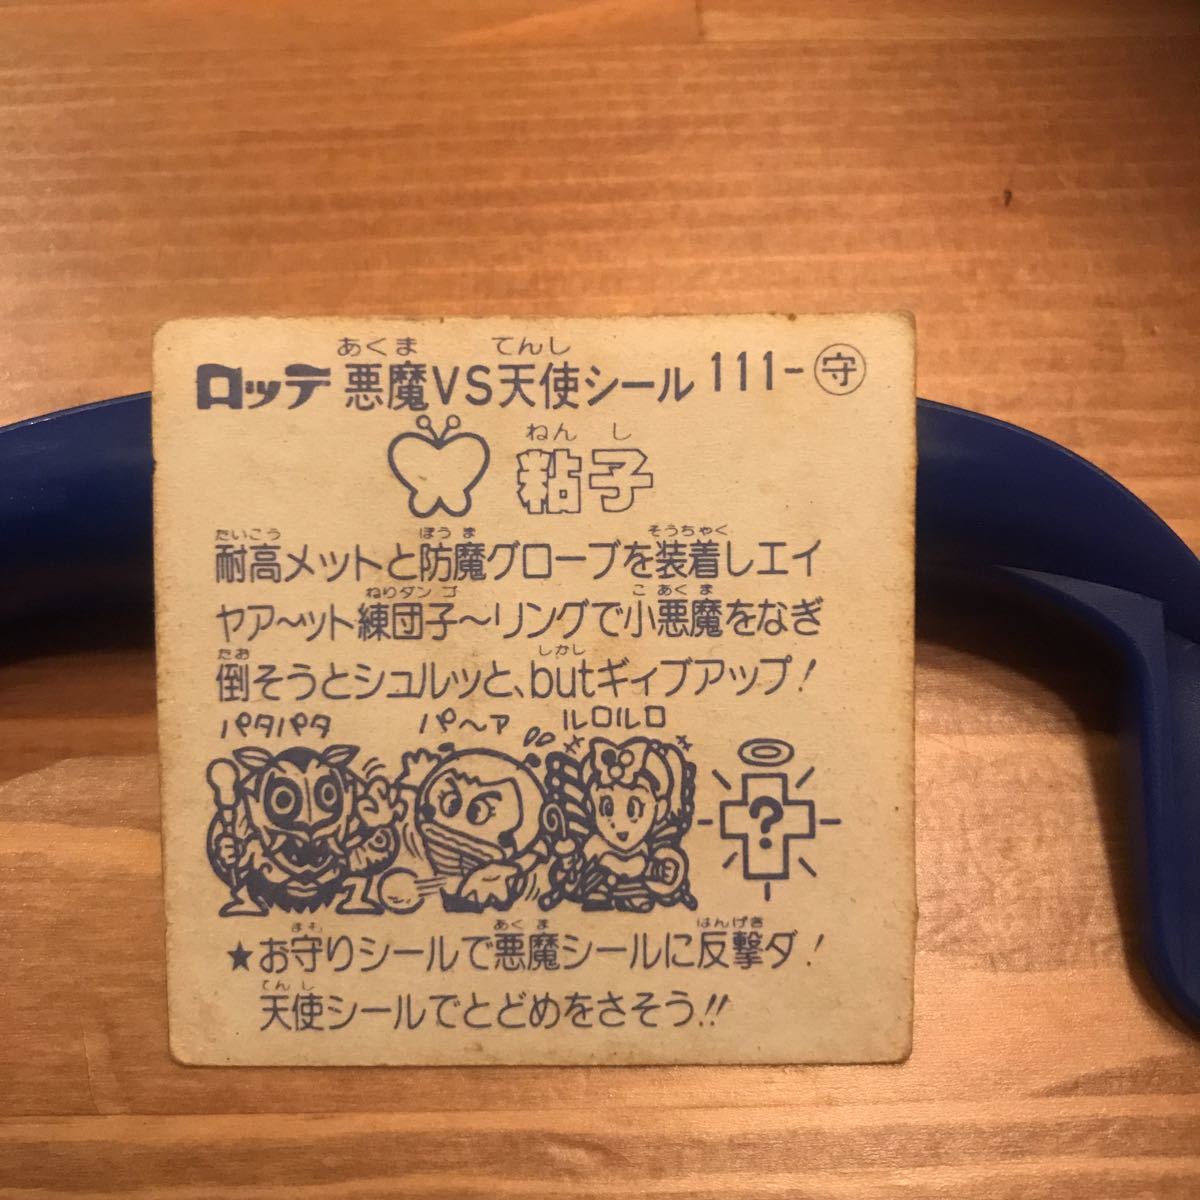 あくま てんし
ロッテ 悪魔VS天使シール 111-守
ねん し
粘子
たいこう ぼうま そうちゃく
耐高メットと防魔グローブを装着しエイ
ねりダンゴ こあくま
ヤア〜ット練団子〜リングで小悪魔をなぎ
たお しかし
倒そうとシュルッと、butギィブアップ!
パタパタ パ〜ァ ルロルロ
?
まも あくま はんげき
★お守りシールで悪魔シールに反撃ダ!
てんし
天使シールでとどめをさそう!!